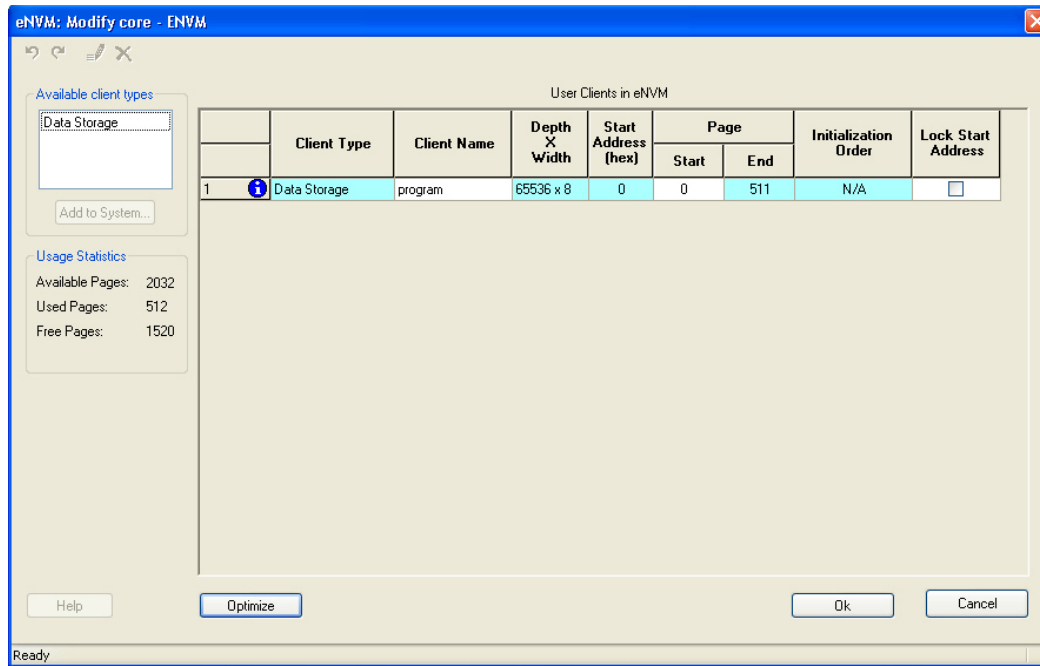 eNVM: Modify core - ENVM
Available client types
Data Storage
Add to System...
Usage Statistics
Available Pages: 2032
Used Pages: 512
Free Pages: 1520
User Clients in eNVM
Client Type Client Name Depth X Width Start Address (hex) Page Start End Initialization Order Lock Start Address
1 Data Storage program 65536 x 8 0 0 511 N/A
Help Optimize Ok Cancel
Ready